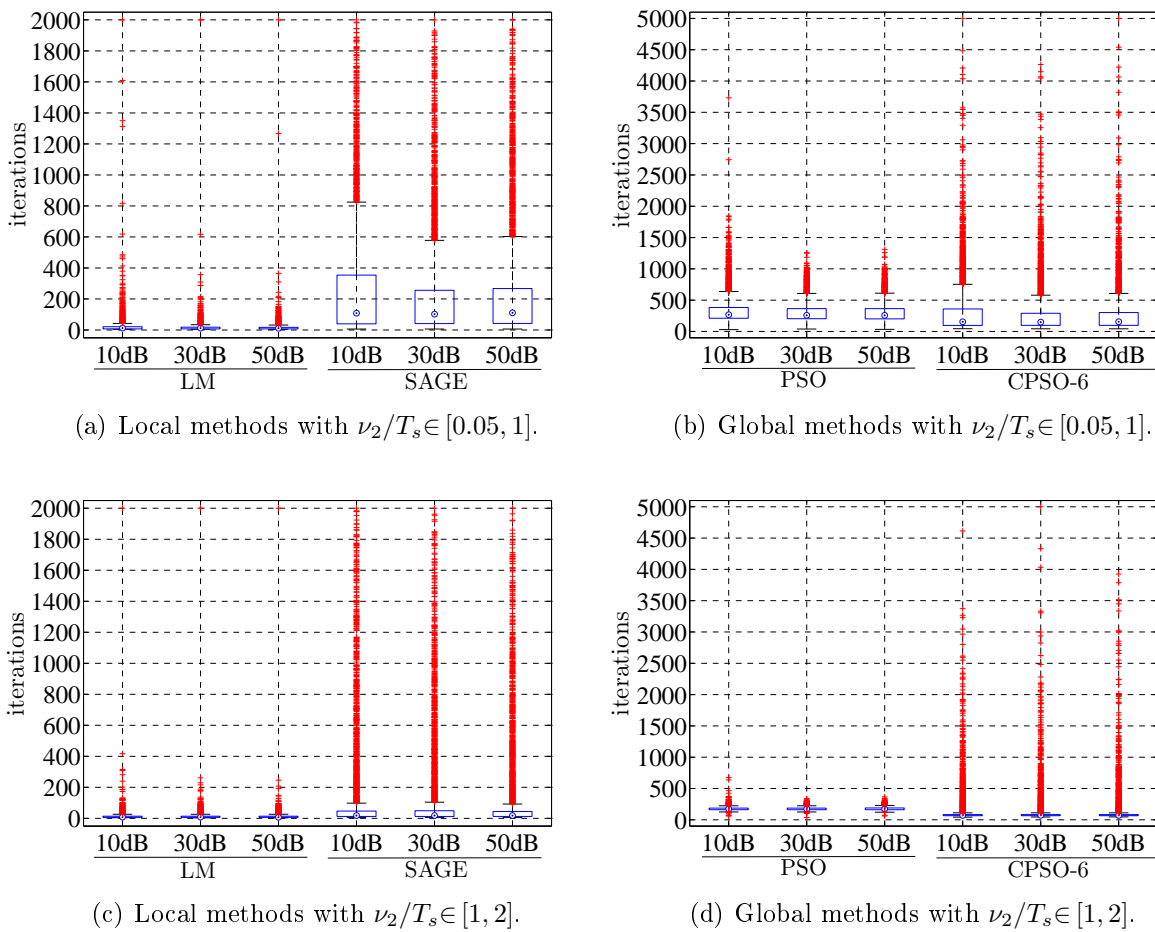 2000
1800
1600
1400
1200
1000
800
600
400
200
0
iterations
10dB 30dB 50dB 10dB 30dB 50dB
LM SAGE
(a) Local methods with ν₂/Tₛ∈[0.05, 1].
5000
4500
4000
3500
3000
2500
2000
1500
1000
500
0
iterations
10dB 30dB 50dB 10dB 30dB 50dB
PSO CPSO-6
(b) Global methods with ν₂/Tₛ∈[0.05, 1].
2000
1800
1600
1400
1200
1000
800
600
400
200
0
iterations
10dB 30dB 50dB 10dB 30dB 50dB
LM SAGE
(c) Local methods with ν₂/Tₛ∈[1, 2].
5000
4500
4000
3500
3000
2500
2000
1500
1000
500
0
iterations
10dB 30dB 50dB 10dB 30dB 50dB
PSO CPSO-6
(d) Global methods with ν₂/Tₛ∈[1, 2].